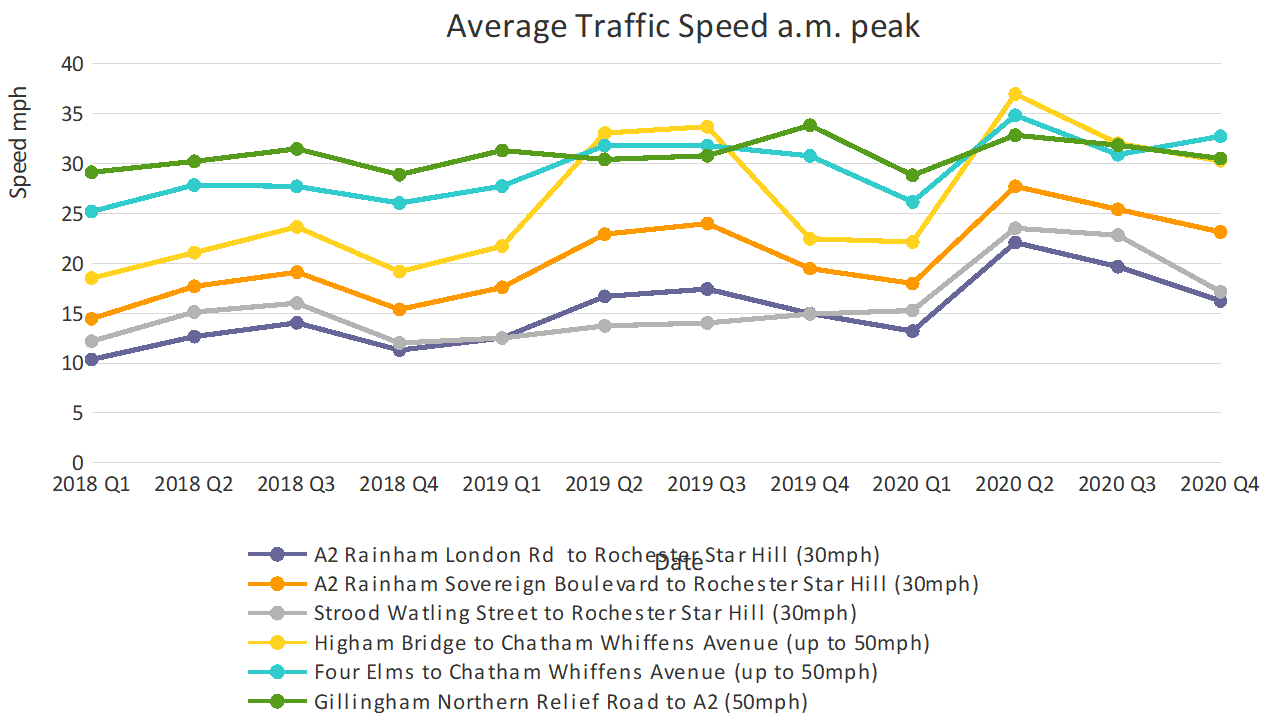 Average Traffic Speed a.m. peak
Speed mph
40
35
30
25
20
15
10
5
0
2018 Q1 2018 Q2 2018 Q3 2018 Q4 2019 Q1 2019 Q2 2019 Q3 2019 Q4 2020 Q1 2020 Q2 2020 Q3 2020 Q4
Date
A2 Rainham London Rd to Rochester Star Hill (30mph)
A2 Rainham Sovereign Boulevard to Rochester Star Hill (30mph)
Strood Watling Street to Rochester Star Hill (30mph)
Higham Bridge to Chatham Whiffens Avenue (up to 50mph)
Four Elms to Chatham Whiffens Avenue (up to 50mph)
Gillingham Northern Relief Road to A2 (50mph)